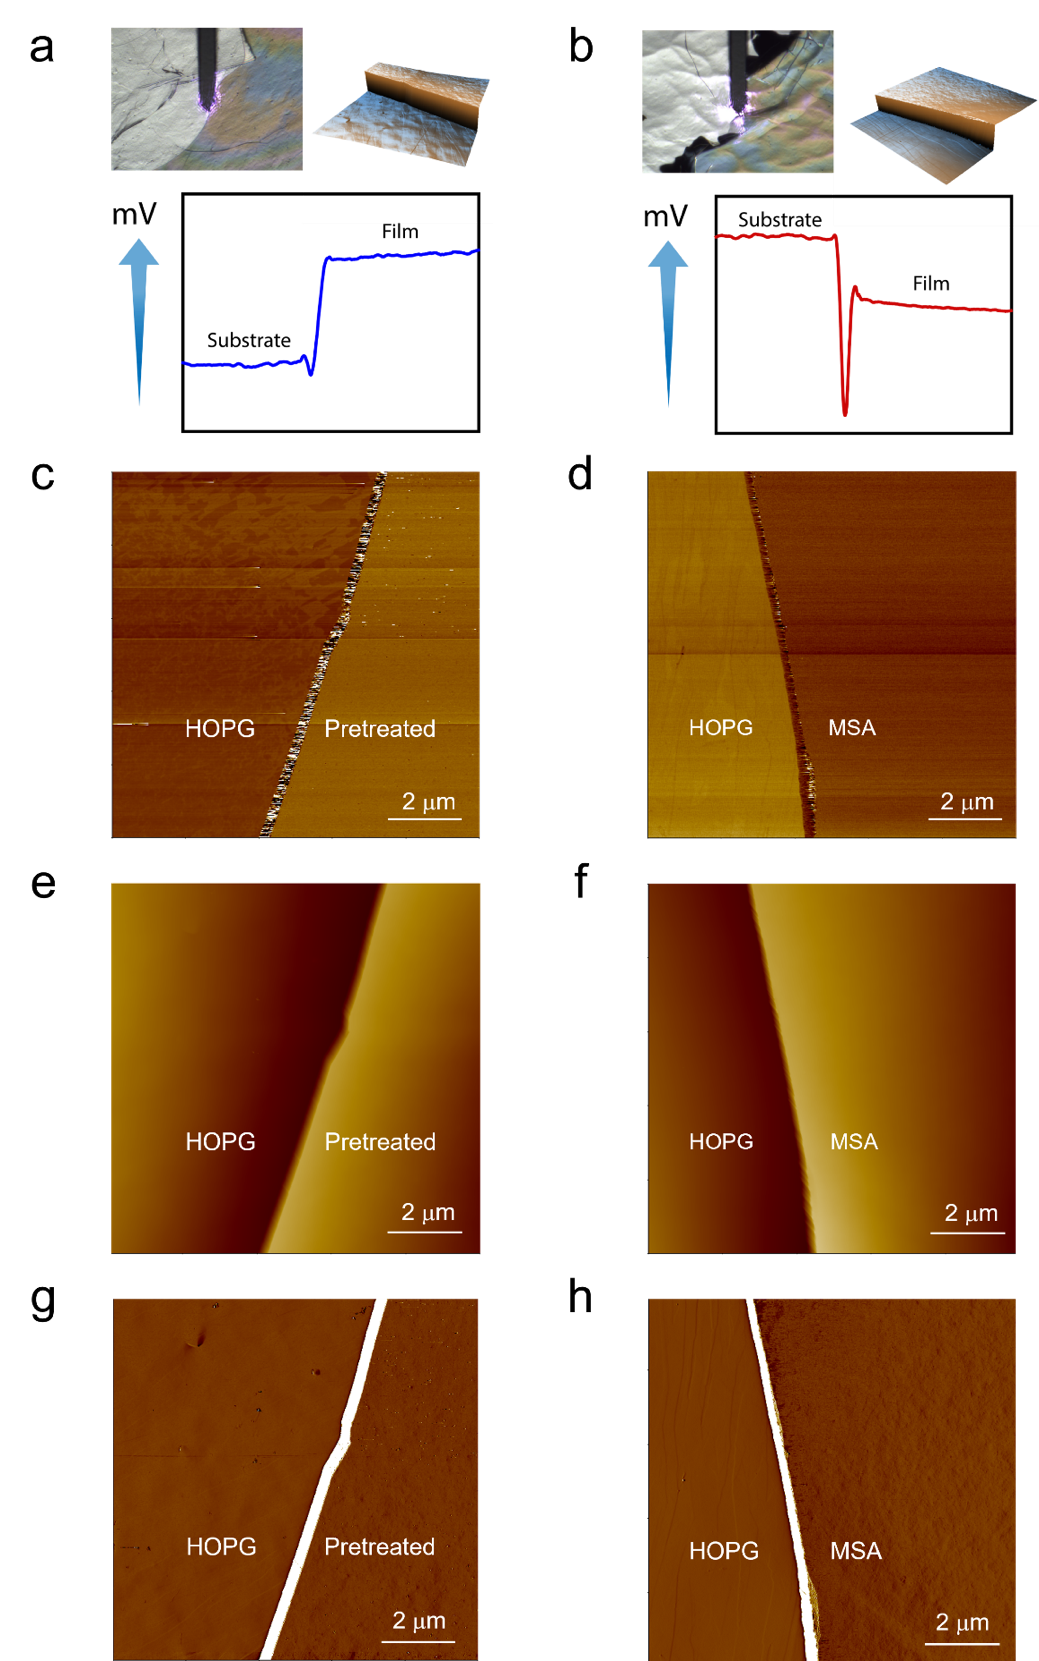 a
b
mV
Film
Substrate
mV
Substrate
Film
c
d
HOPG
Pretreated
2 μm
HOPG
MSA
2 μm
e
f
HOPG
Pretreated
2 μm
HOPG
MSA
2 μm
g
h
HOPG
Pretreated
2 μm
HOPG
MSA
2 μm